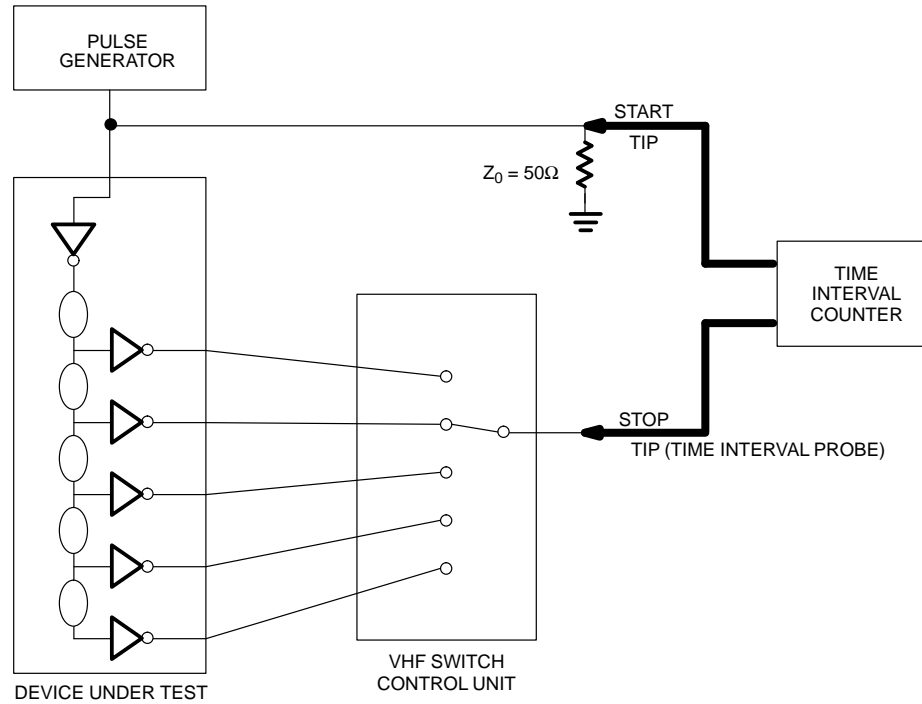 PULSE
GENERATOR
START
TIP
Z0 = 50Ω
TIME
INTERVAL
COUNTER
STOP
TIP (TIME INTERVAL PROBE)
VHF SWITCH
CONTROL UNIT
DEVICE UNDER TEST